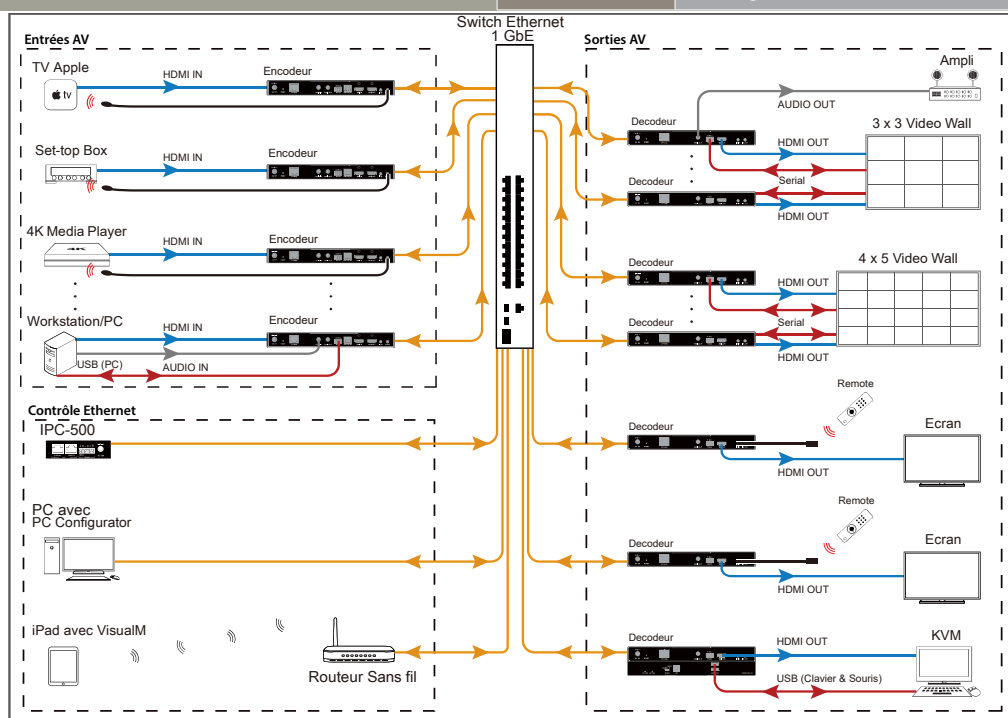 Switch Ethernet
1 GbE
Entrées AV
TV Apple
HDMI IN
Encodeur
tv
Set-top Box
HDMI IN
Encodeur
4K Media Player
4K
HDMI IN
Encodeur
Workstation/PC
HDMI IN
Encodeur
USB (PC)
AUDIO IN
Contrôle Ethernet
IPC-500
PC avec
PC Configurator
iPad avec VisualM
Routeur Sans fil
Sorties AV
Ampli
AUDIO OUT
Decodeur
3 x 3 Video Wall
HDMI OUT
Serial
Decodeur
HDMI OUT
4 x 5 Video Wall
Decodeur
HDMI OUT
Serial
Decodeur
HDMI OUT
Remote
Decodeur
Ecran
HDMI OUT
Remote
Decodeur
Ecran
HDMI OUT
Decodeur
HDMI OUT
KVM
USB (Clavier & Souris)